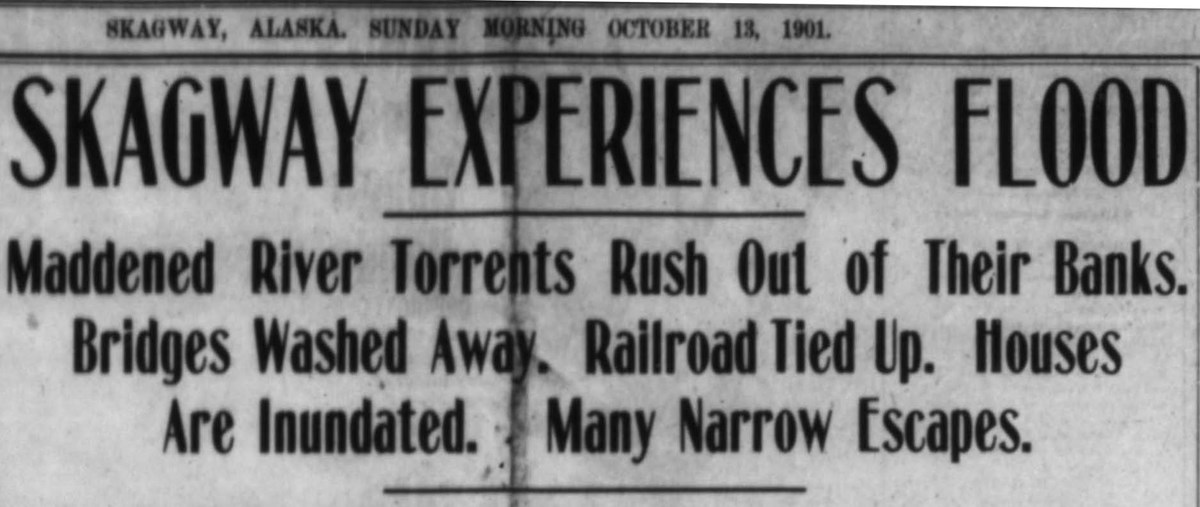 SKAGWAY, ALASKA. SUNDAY MORNING OCTOBER 13, 1901.
SKAGWAY EXPERIENCES FLOOD
Maddened River Torrents Rush Out of Their Banks.
Bridges Washed Away. Railroad Tied Up. Houses
Are Inundated. Many Narrow Escapes.